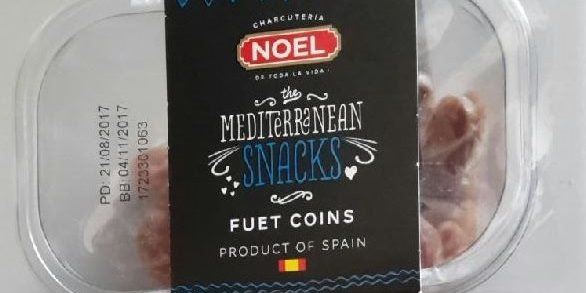 CHARCUTERIA
NOEL
DE TODA LA VIDA
the
MEDITERRANEAN
SNACKS
FUET COINS
PRODUCT OF SPAIN
PD: 21/08/2017
BB: 04/11/2017
1723301063